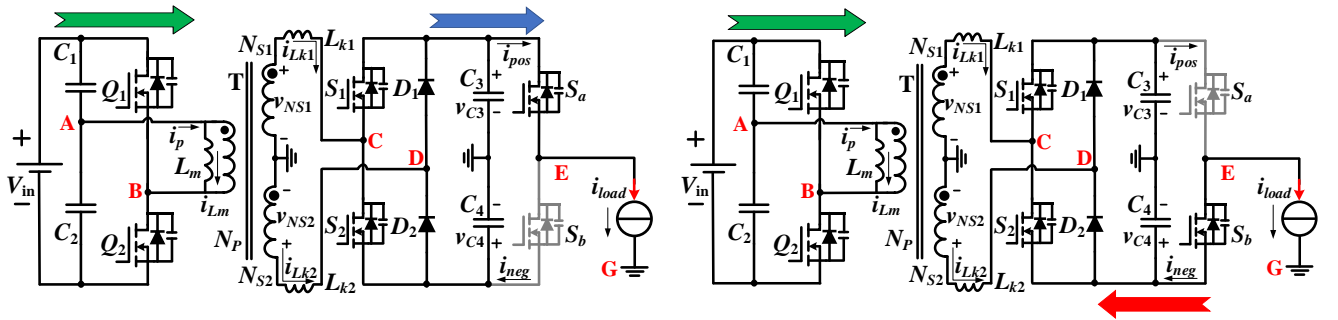 C1
Q1
A
B
Vin
C2
Q2
ip
Lm
iLm
T
NP
NS1
iLk1
Lk1
vNS1
NS2
vNS2
iLk2
Lk2
S1
D1
C
D
S2
D2
C3
vC3
C4
vC4
ipos
Sa
E
Sb
ineg
iload
G
C1
Q1
A
B
Vin
C2
Q2
ip
Lm
iLm
T
NP
NS1
iLk1
Lk1
vNS1
NS2
vNS2
iLk2
Lk2
S1
D1
C
D
S2
D2
C3
vC3
C4
vC4
ipos
Sa
E
Sb
ineg
iload
G